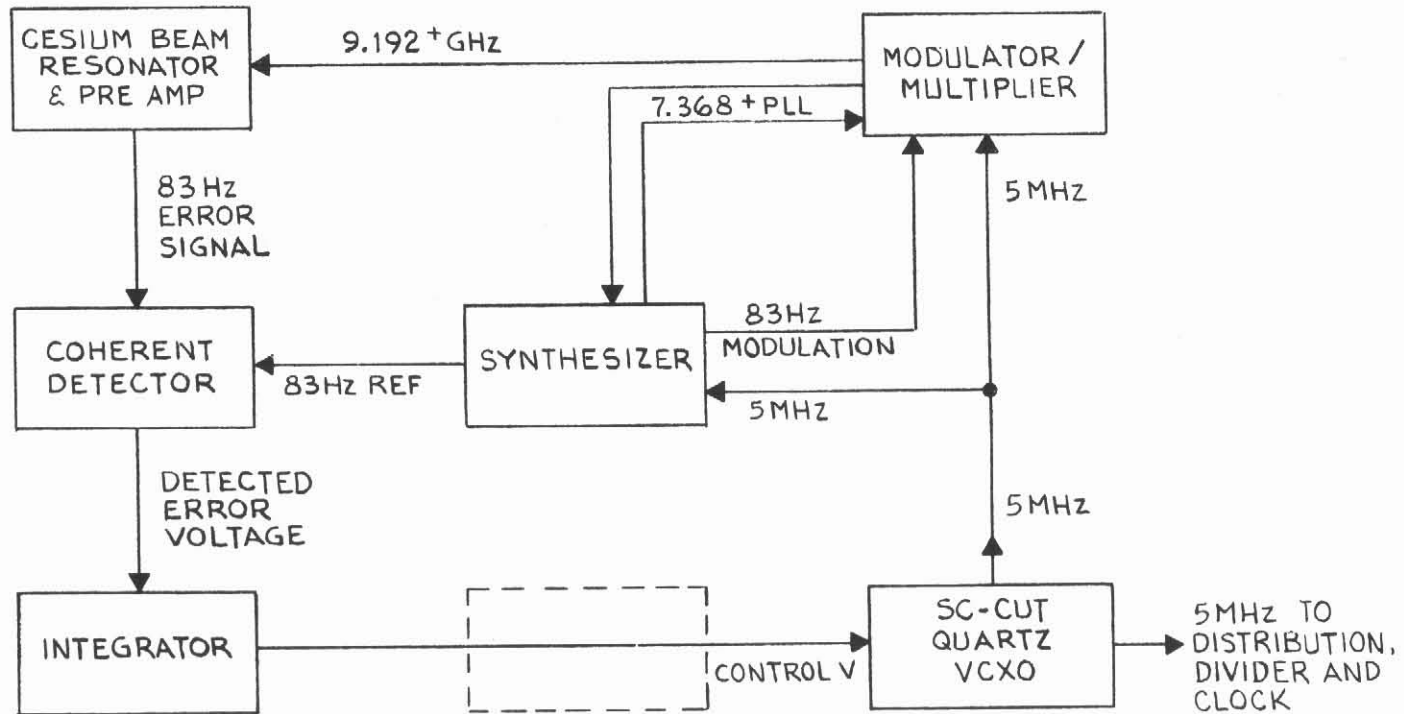 CESIUM BEAM
RESONATOR
& PRE AMP
9.192+GHz
MODULATOR/
MULTIPLIER
7.368+PLL
83Hz
ERROR
SIGNAL
5MHz
COHERENT
DETECTOR
83Hz REF
SYNTHESIZER
83Hz
MODULATION
5MHz
DETECTED
ERROR
VOLTAGE
5MHz
INTEGRATOR
CONTROL V
SC-CUT
QUARTZ
VCXO
5MHz TO
DISTRIBUTION,
DIVIDER AND
CLOCK